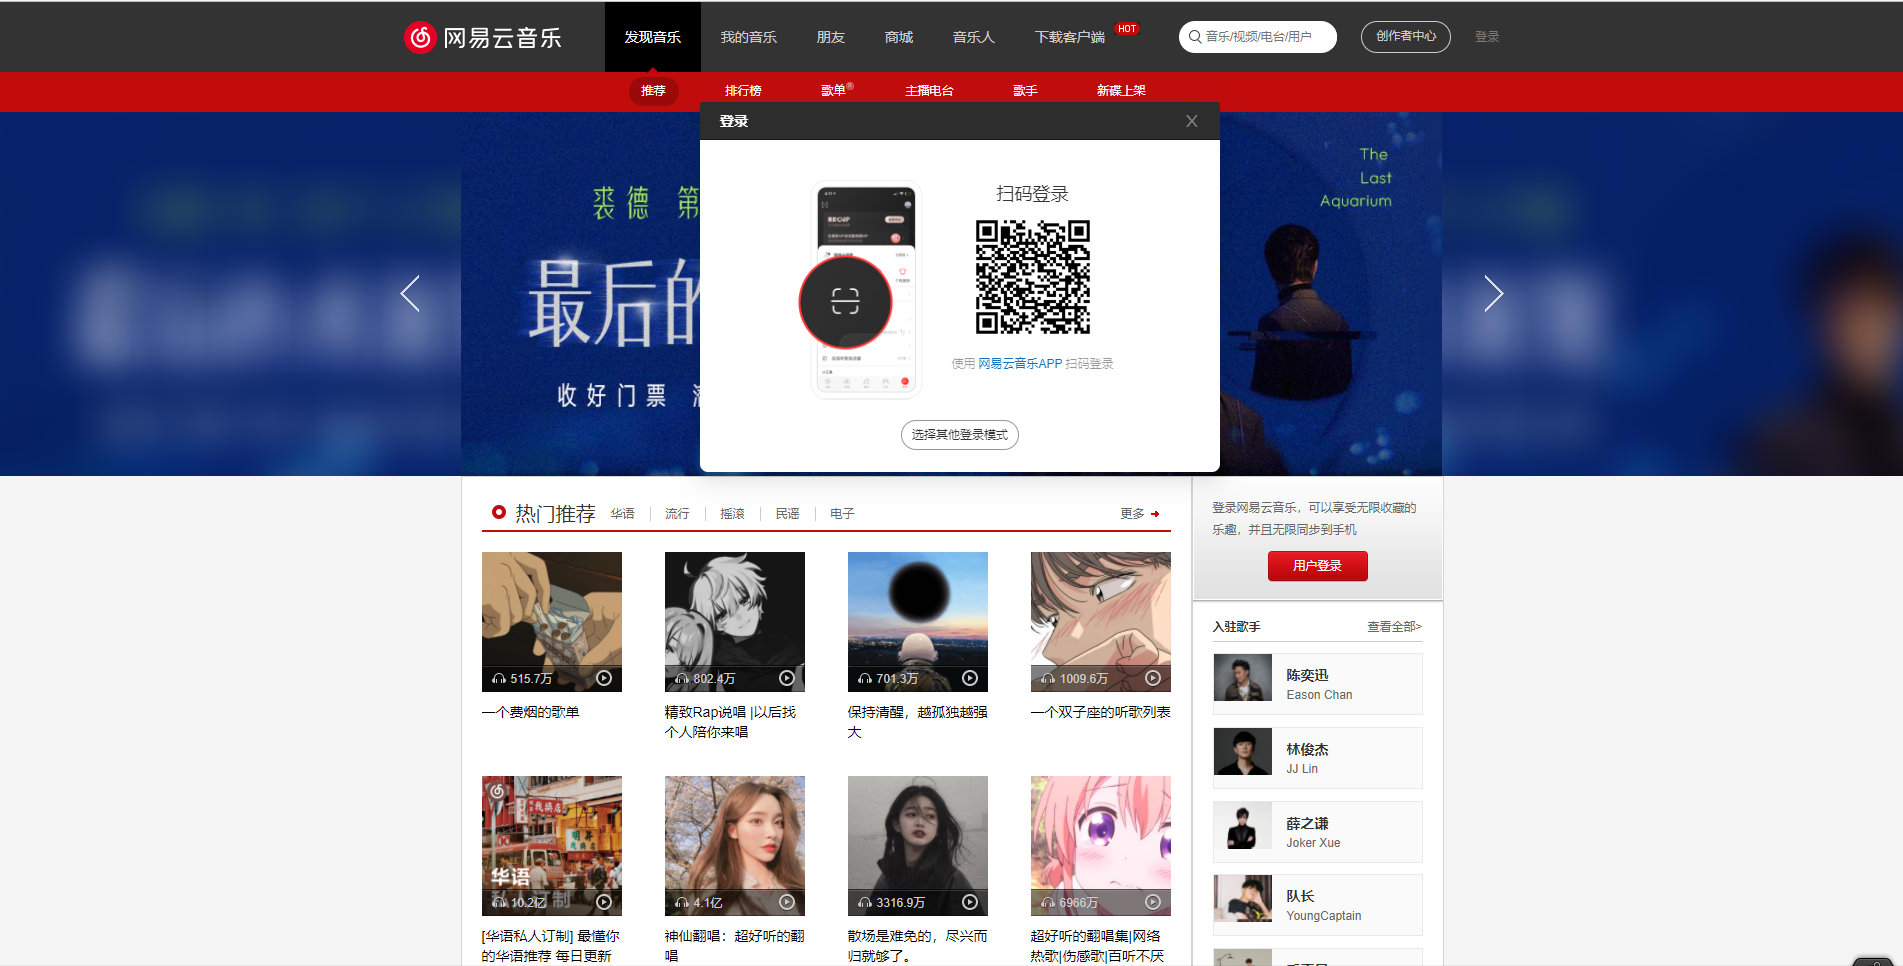 网易云音乐
发现音乐
我的音乐
朋友
商城
音乐人
下载客户端
HOT
音乐/视频/电台/用户
创作者中心
登录
推荐
排行榜
歌单®
主播电台
歌手
新碟上架
登录
X
裘德 第
最后的
收好门票
The
Last
Aquarium
扫码登录
使用 网易云音乐APP 扫码登录
选择其他登录模式
热门推荐
华语
流行
摇滚
民谣
电子
更多
515.7万
802.4万
701.3万
1009.6万
一个费烟的歌单
精致Rap说唱 |以后找
个人陪你来唱
保持清醒，越孤独越强
大
一个双子座的听歌列表
华语
私人订制
10.2亿
4.1亿
3316.9万
6966万
[华语私人订制] 最懂你
的华语推荐 每日更新
神仙翻唱：超好听的翻
唱
散场是难免的，尽兴而
归就够了。
超好听的翻唱集|网络
热歌|伤感歌|百听不厌
登录网易云音乐，可以享受无限收藏的
乐趣，并且无限同步到手机
用户登录
入驻歌手
查看全部>
陈奕迅
Eason Chan
林俊杰
JJ Lin
薛之谦
Joker Xue
队长
YoungCaptain